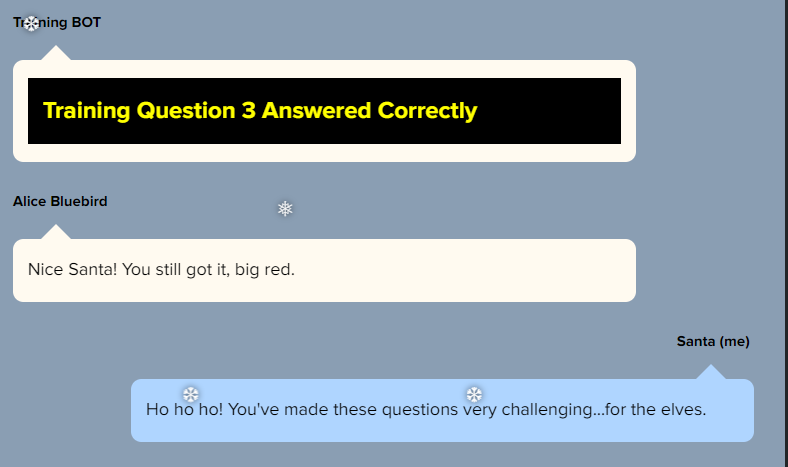 Training BOT
Training Question 3 Answered Correctly
Alice Bluebird
Nice Santa! You still got it, big red.
Santa (me)
Ho ho ho! You've made these questions very challenging...for the elves.